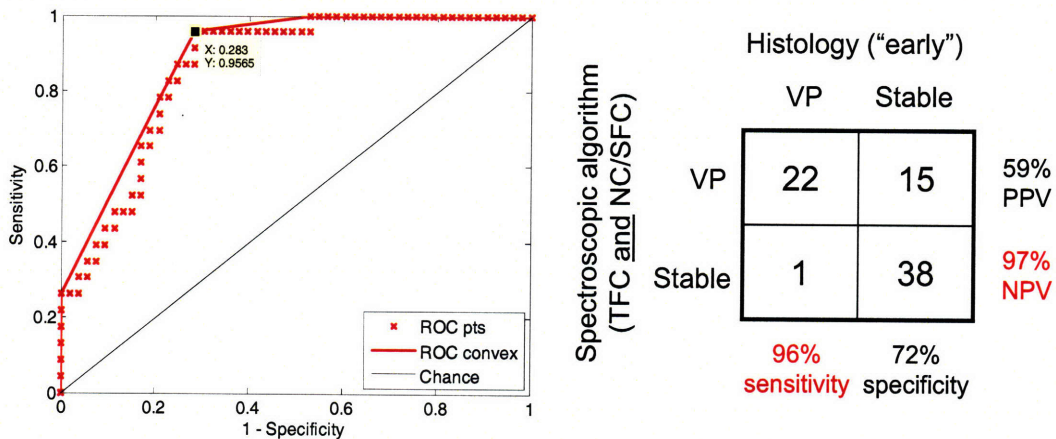 1
0.8
0.6
0.4
0.2
0
0
0.2
0.4
0.6
0.8
1
Sensitivity
1 - Specificity
X: 0.283
Y: 0.9565
ROC pts
ROC convex
Chance
Histology (“early”)
VP Stable
Spectroscopic algorithm
(TFC and NC/SFC)
VP 22 15 59%
PPV
Stable 1 38 97%
NPV
96% 72%
sensitivity specificity